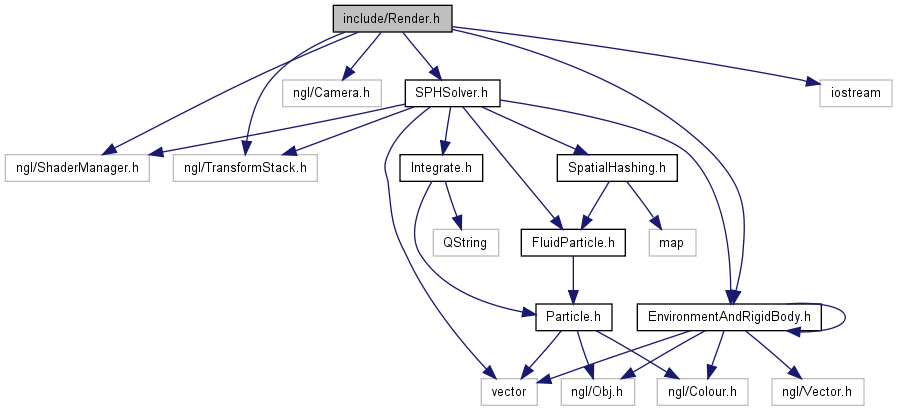 include/Render.h
ngl/Camera.h
SPHSolver.h
iostream
ngl/ShaderManager.h
ngl/TransformStack.h
Integrate.h
SpatialHashing.h
QString
FluidParticle.h
map
Particle.h
EnvironmentAndRigidBody.h
vector
ngl/Obj.h
ngl/Colour.h
ngl/Vector.h